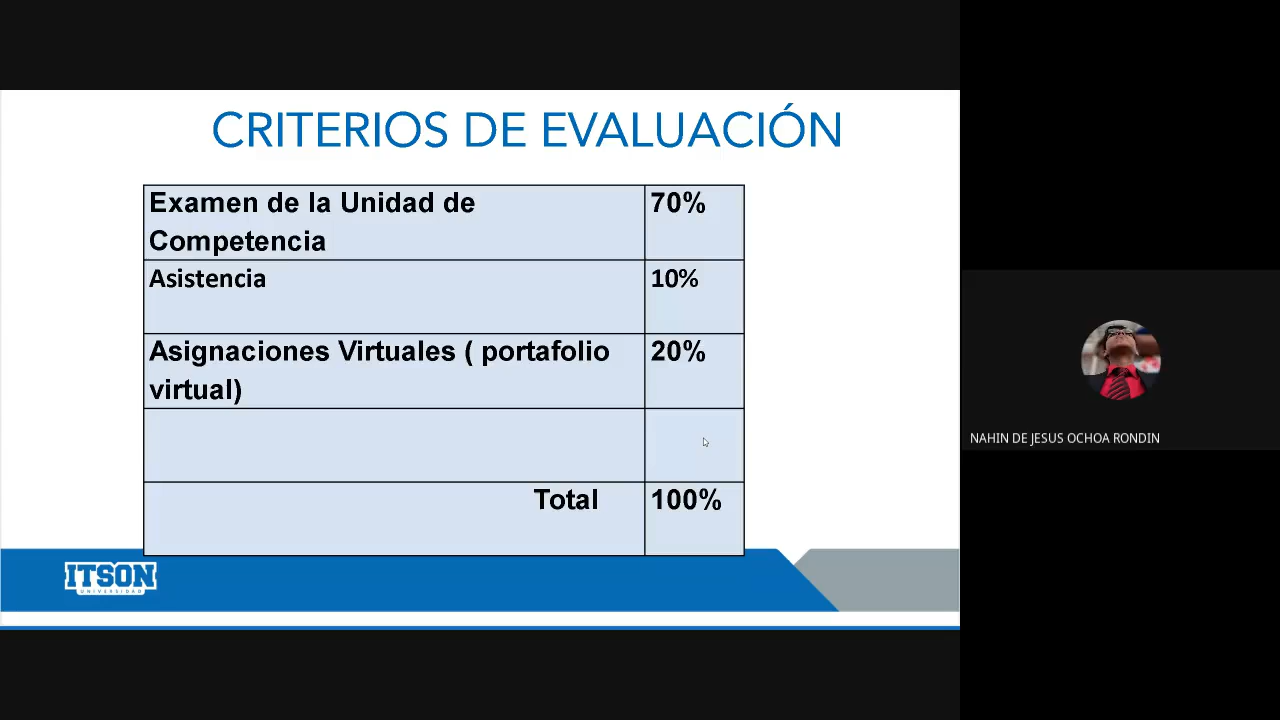 CRITERIOS DE EVALUACIÓN
Examen de la Unidad de
Competencia
70%
Asistencia
10%
Asignaciones Virtuales ( portafolio
virtual)
20%
Total
100%
ITSON
UNIVERSIDAD
NAHIN DE JESUS OCHOA RONDIN